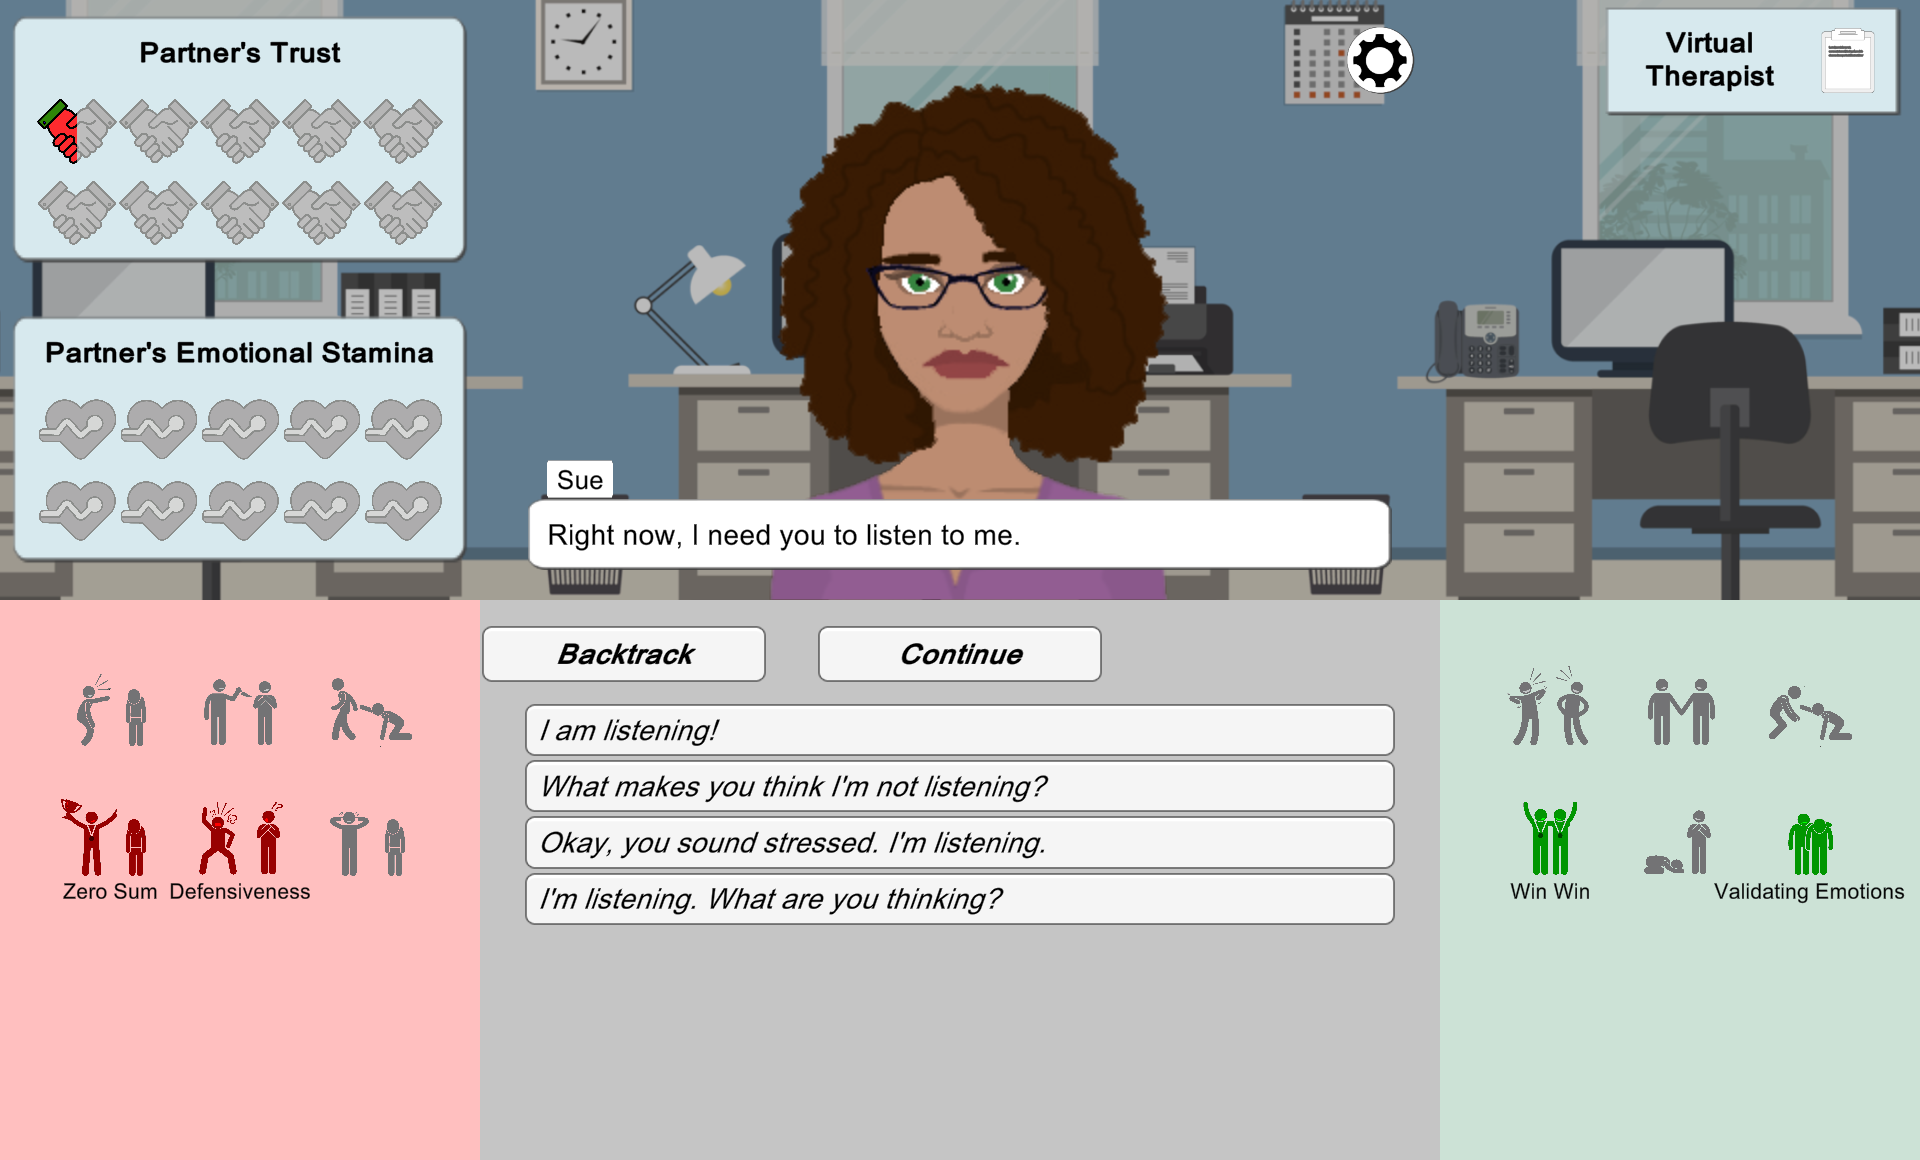 Partner's Trust
Virtual
Therapist
Partner's Emotional Stamina
Sue
Right now, I need you to listen to me.
Backtrack
Continue
I am listening!
What makes you think I'm not listening?
Okay, you sound stressed. I'm listening.
I'm listening. What are you thinking?
Zero Sum
Defensiveness
Win Win
Validating Emotions